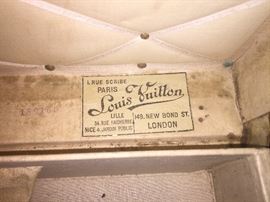 1. RUE SCRIBE
PARIS
Louis Vuitton
LILLE
34. RUE FAIDHERBE
149. NEW BOND ST.
NICE 4. JARDIN PUBLIC
LONDON